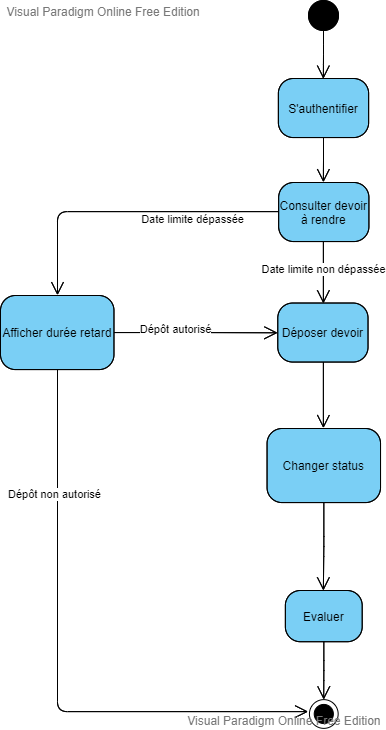 Visual Paradigm Online Free Edition
S'authentifier
Consulter devoir
à rendre
Date limite dépassée
Date limite non dépassée
Afficher durée retard
Dépôt autorisé
Déposer devoir
Changer status
Dépôt non autorisé
Evaluer
Visual Paradigm Online Free Edition